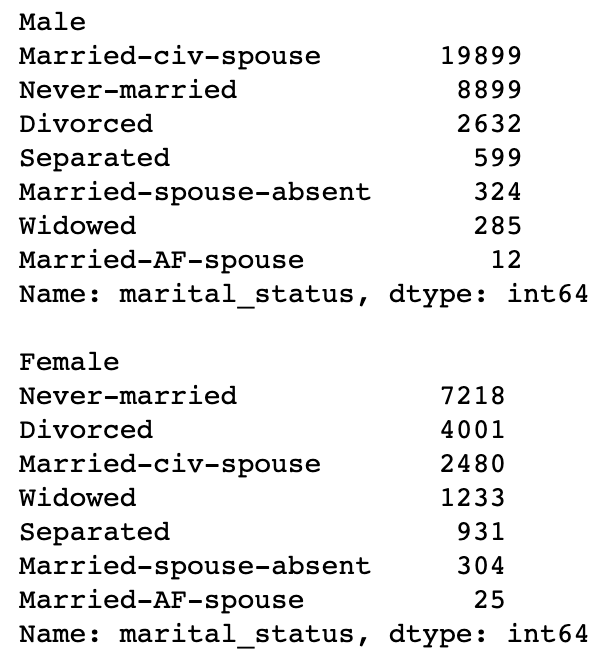 Male
Married-civ-spouse 19899
Never-married 8899
Divorced 2632
Separated 599
Married-spouse-absent 324
Widowed 285
Married-AF-spouse 12
Name: marital_status, dtype: int64
Female
Never-married 7218
Divorced 4001
Married-civ-spouse 2480
Widowed 1233
Separated 931
Married-spouse-absent 304
Married-AF-spouse 25
Name: marital_status, dtype: int64